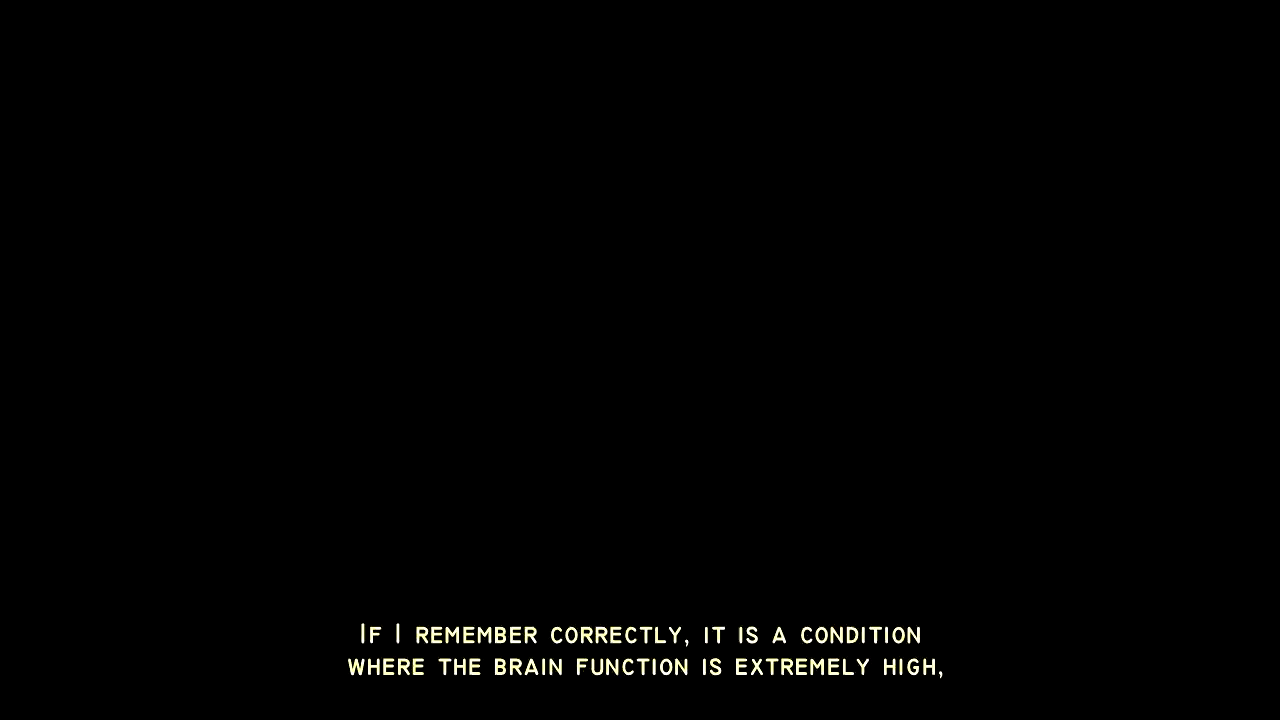 If I remember correctly, it is a condition
where the brain function is extremely high,